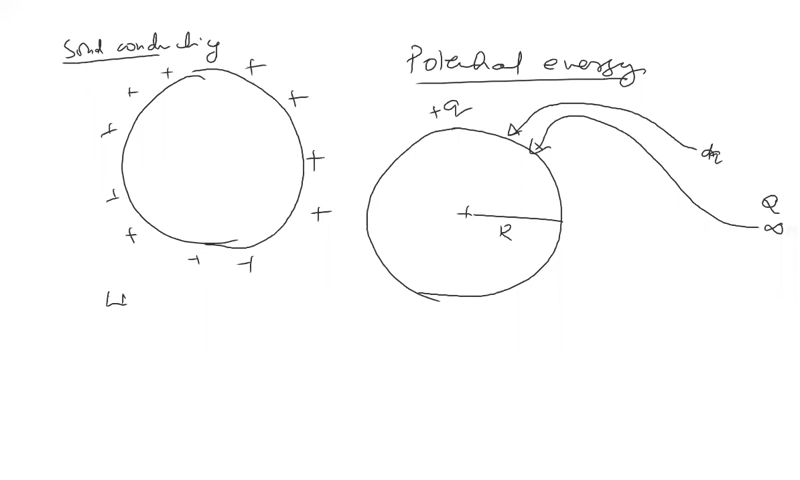 Solid conducting
Potential energy
+ + + + + + + + + + + +
+q
dq
Q
∞
+
R